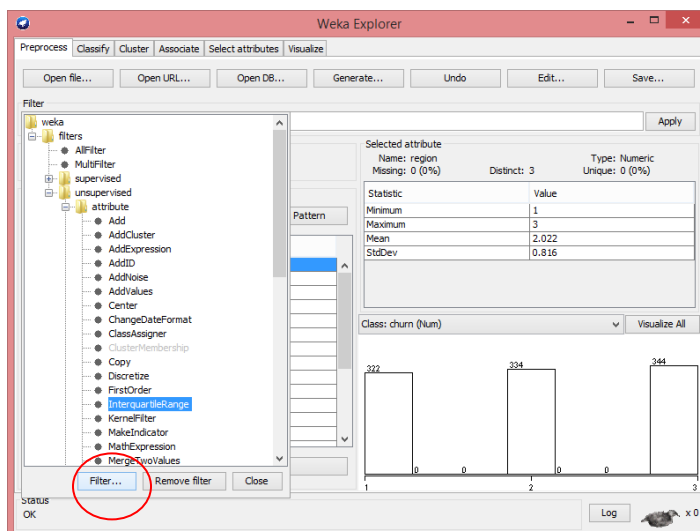 Weka Explorer
Preprocess Classify Cluster Associate Select attributes Visualize
Open file... Open URL... Open DB... Generate... Undo Edit... Save...
Filter
Apply
weka
filters
AllFilter
MultiFilter
supervised
unsupervised
attribute
Add
AddCluster
AddExpression
AddID
AddNoise
AddValues
Center
ChangeDateFormat
ClassAssigner
ClusterMembership
Copy
Discretize
FirstOrder
InterquartileRange
KernelFilter
MakeIndicator
MathExpression
MergeTwoValues
Filter... Remove filter Close
Pattern
Selected attribute
Name: region Type: Numeric
Missing: 0 (0%) Distinct: 3 Unique: 0 (0%)
Statistic Value
Minimum 1
Maximum 3
Mean 2.022
StdDev 0.816
Class: churn (Num) Visualize All
322 334 344
0 0 0 0
1 2 3
Status
OK
Log x 0